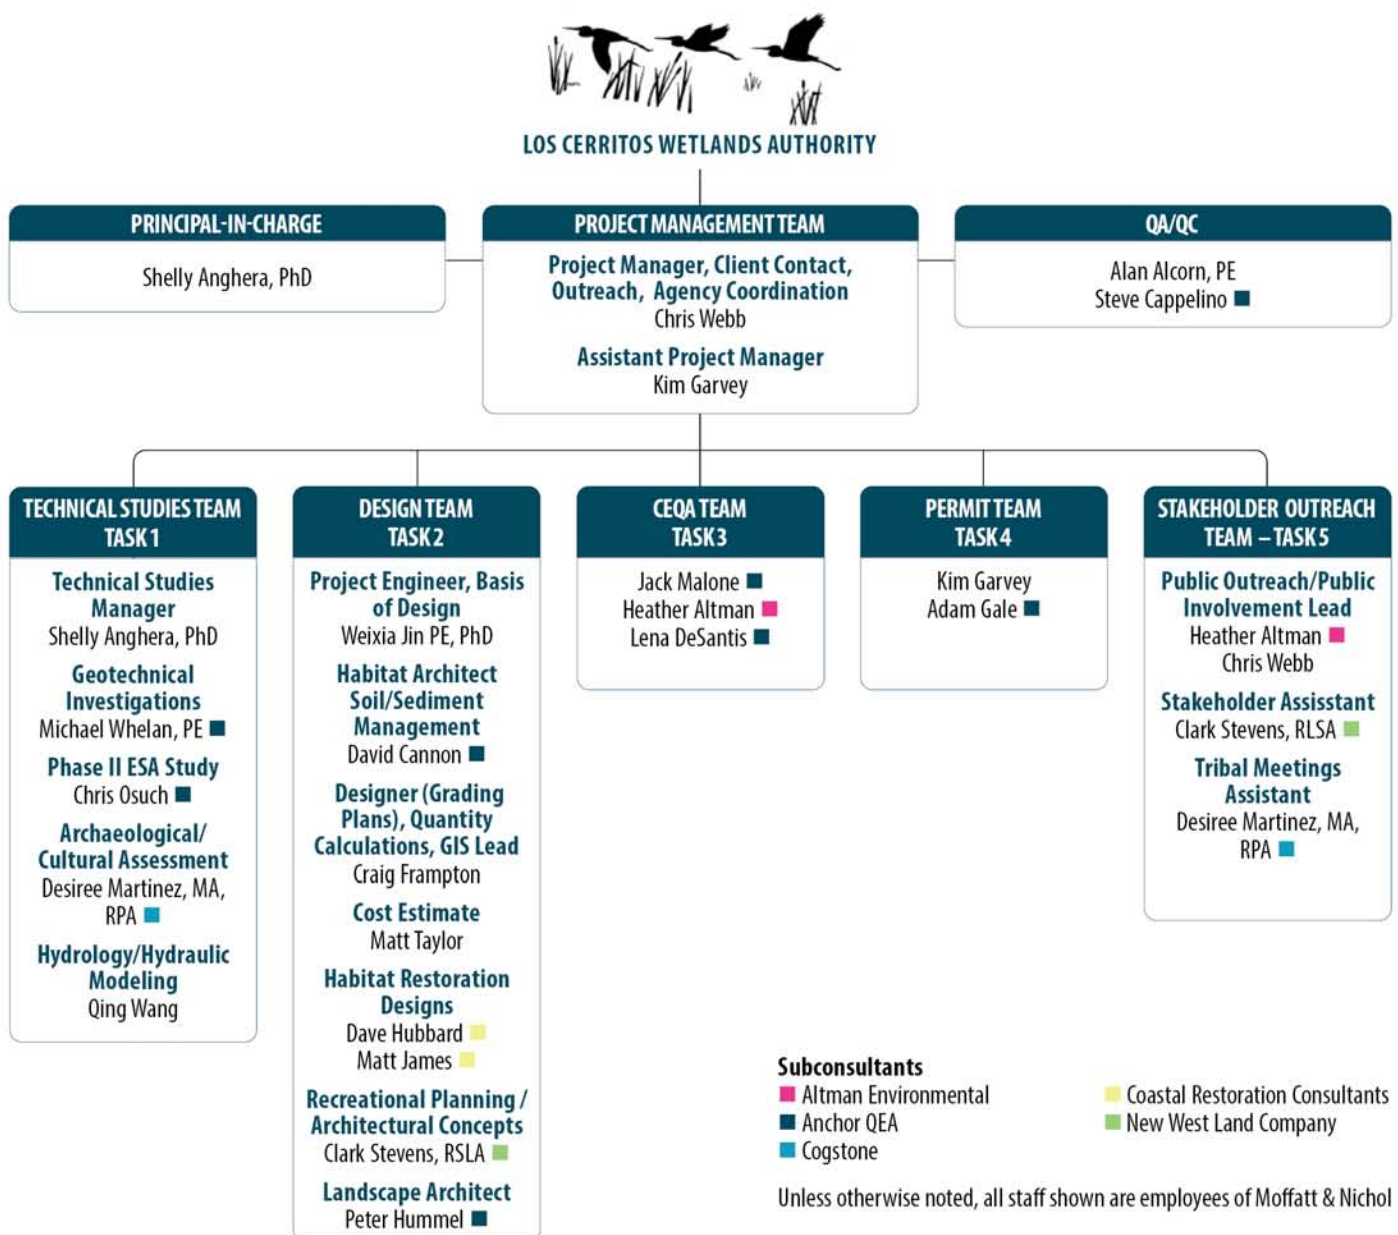 LOS CERRITOS WETLANDS AUTHORITY
PRINCIPAL-IN-CHARGE
Shelly Anghera, PhD
PROJECT MANAGEMENT TEAM
Project Manager, Client Contact,
Outreach, Agency Coordination
Chris Webb
Assistant Project Manager
Kim Garvey
QA/QC
Alan Alcorn, PE
Steve Cappelino
TECHNICAL STUDIES TEAM
TASK 1
Technical Studies
Manager
Shelly Anghera, PhD
Geotechnical
Investigations
Michael Whelan, PE
Phase II ESA Study
Chris Osuch
Archaeological/
Cultural Assessment
Desiree Martinez, MA,
RPA
Hydrology/Hydraulic
Modeling
Qing Wang
DESIGN TEAM
TASK 2
Project Engineer, Basis
of Design
Weixia Jin PE, PhD
Habitat Architect
Soil/Sediment
Management
David Cannon
Designer (Grading
Plans), Quantity
Calculations, GIS Lead
Craig Frampton
Cost Estimate
Matt Taylor
Habitat Restoration
Designs
Dave Hubbard
Matt James
Recreational Planning /
Architectural Concepts
Clark Stevens, RSLA
Landscape Architect
Peter Hummel
CEQA TEAM
TASK 3
Jack Malone
Heather Altman
Lena DeSantis
PERMIT TEAM
TASK 4
Kim Garvey
Adam Gale
STAKEHOLDER OUTREACH
TEAM – TASK 5
Public Outreach/Public
Involvement Lead
Heather Altman
Chris Webb
Stakeholder Assisstant
Clark Stevens, RLSA
Tribal Meetings
Assistant
Desiree Martinez, MA,
RPA
Subconsultants
Altman Environmental
Anchor QEA
Cogstone
Coastal Restoration Consultants
New West Land Company
Unless otherwise noted, all staff shown are employees of Moffatt & Nichol